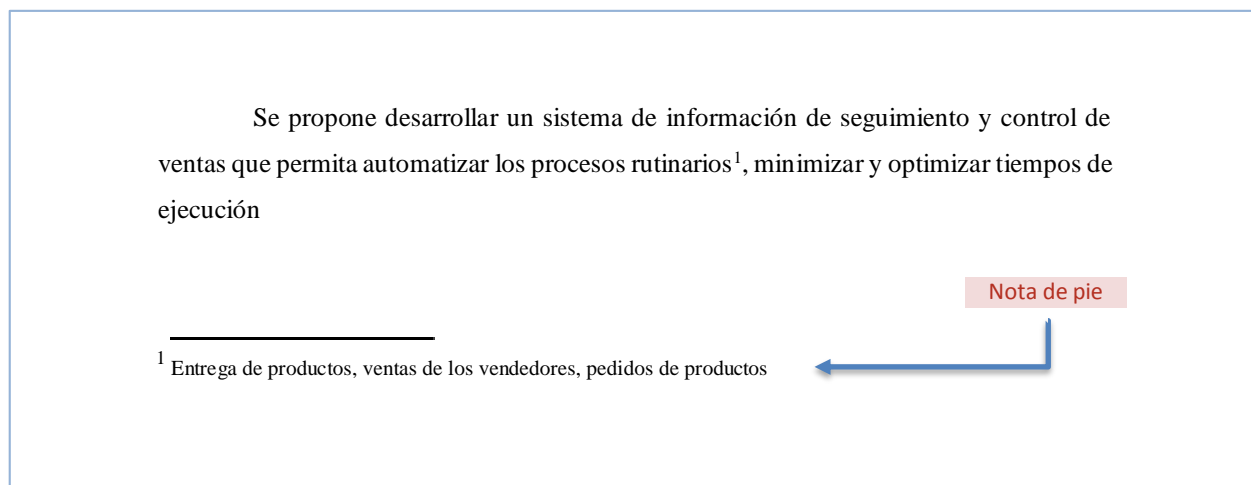 Se propone desarrollar un sistema de información de seguimiento y control de
ventas que permita automatizar los procesos rutinarios¹, minimizar y optimizar tiempos de
ejecución
Nota de pie
¹ Entrega de productos, ventas de los vendedores, pedidos de productos